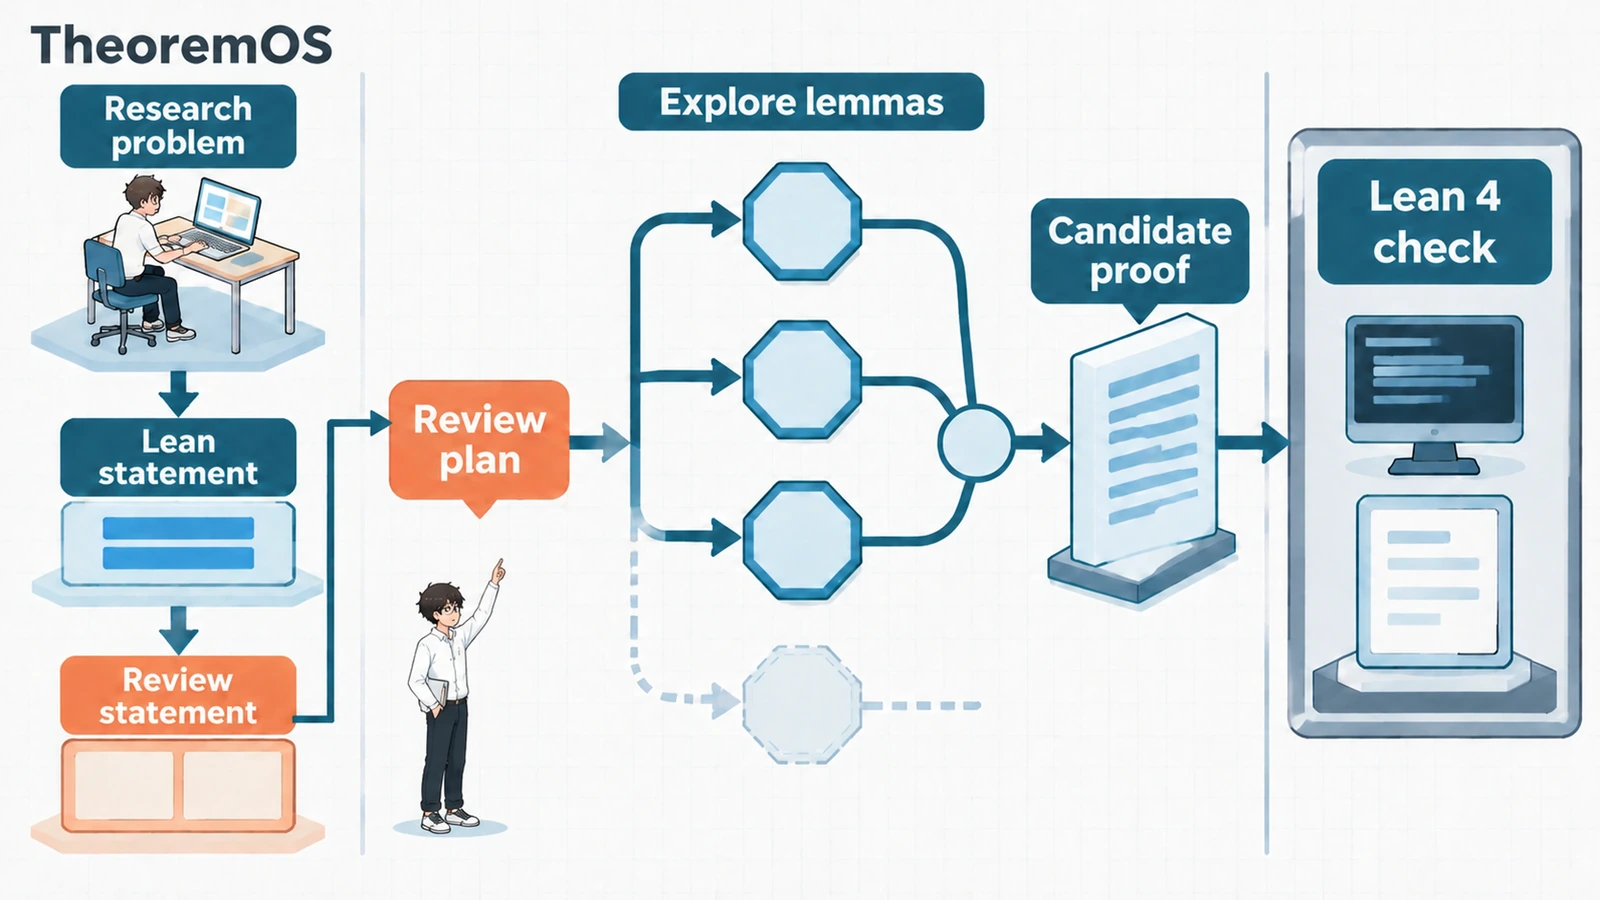 TheoremOS
Research
problem
Lean
statement
Review
statement
Review
plan
Explore lemmas
Candidate
proof
Lean 4
check